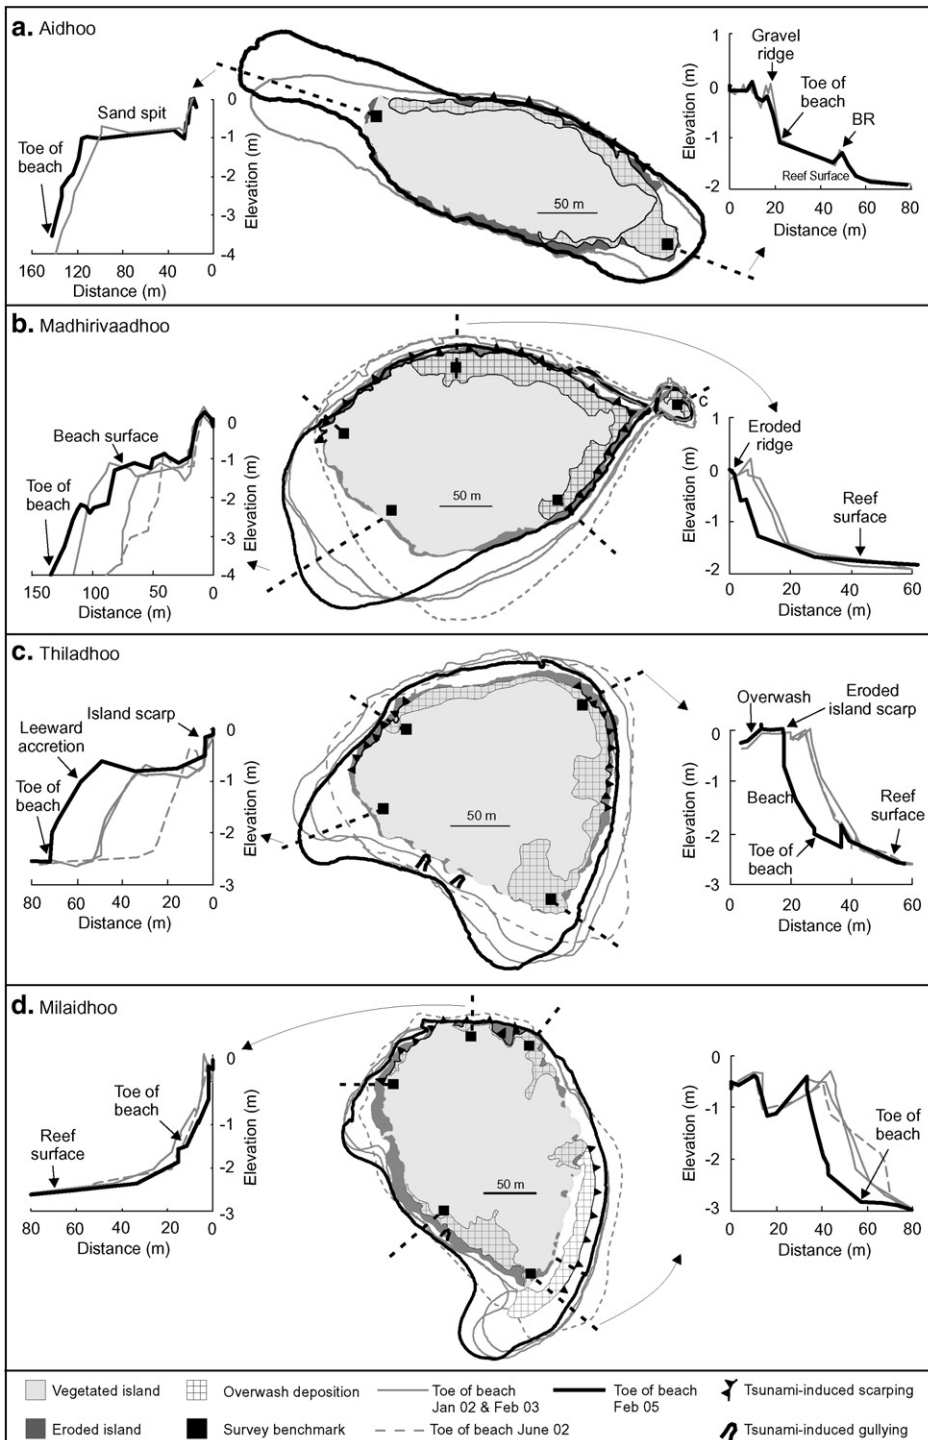 a. Aidhoo
160 120 80 40 0
Distance (m)
0
-1
-2
-3
-4
Elevation (m)
Sand spit
Toe of
beach
50 m
1
0
-1
-2
Elevation (m)
Gravel
ridge
Toe of
beach
BR
Reef Surface
0 20 40 60 80
Distance (m)
b. Madhirivaadhoo
Beach surface
Toe of
beach
0
-1
-2
-3
-4
Elevation (m)
150 100 50 0
Distance (m)
50 m
C
Eroded
ridge
Reef
surface
0
-1
-2
Elevation (m)
0 20 40 60
Distance (m)
c. Thiladhoo
Island scarp
Leeward
accretion
Toe of
beach
0
-1
-2
-3
Elevation (m)
80 60 40 20 0
Distance (m)
50 m
Overwash
Eroded
island scarp
Beach
Toe of
beach
Reef
surface
0
-1
-2
-3
Elevation (m)
0 20 40 60
Distance (m)
d. Milaidhoo
Toe of
beach
Reef
surface
0
-1
-2
-3
Elevation (m)
80 60 40 20 0
Distance (m)
50 m
Toe of
beach
0
-1
-2
-3
Elevation (m)
0 20 40 60 80
Distance (m)
Vegetated island
Overwash deposition
Toe of beach
Jan 02 & Feb 03
Toe of beach
Feb 05
Tsunami-induced scarping
Eroded island
Survey benchmark
Toe of beach June 02
Tsunami-induced gullying